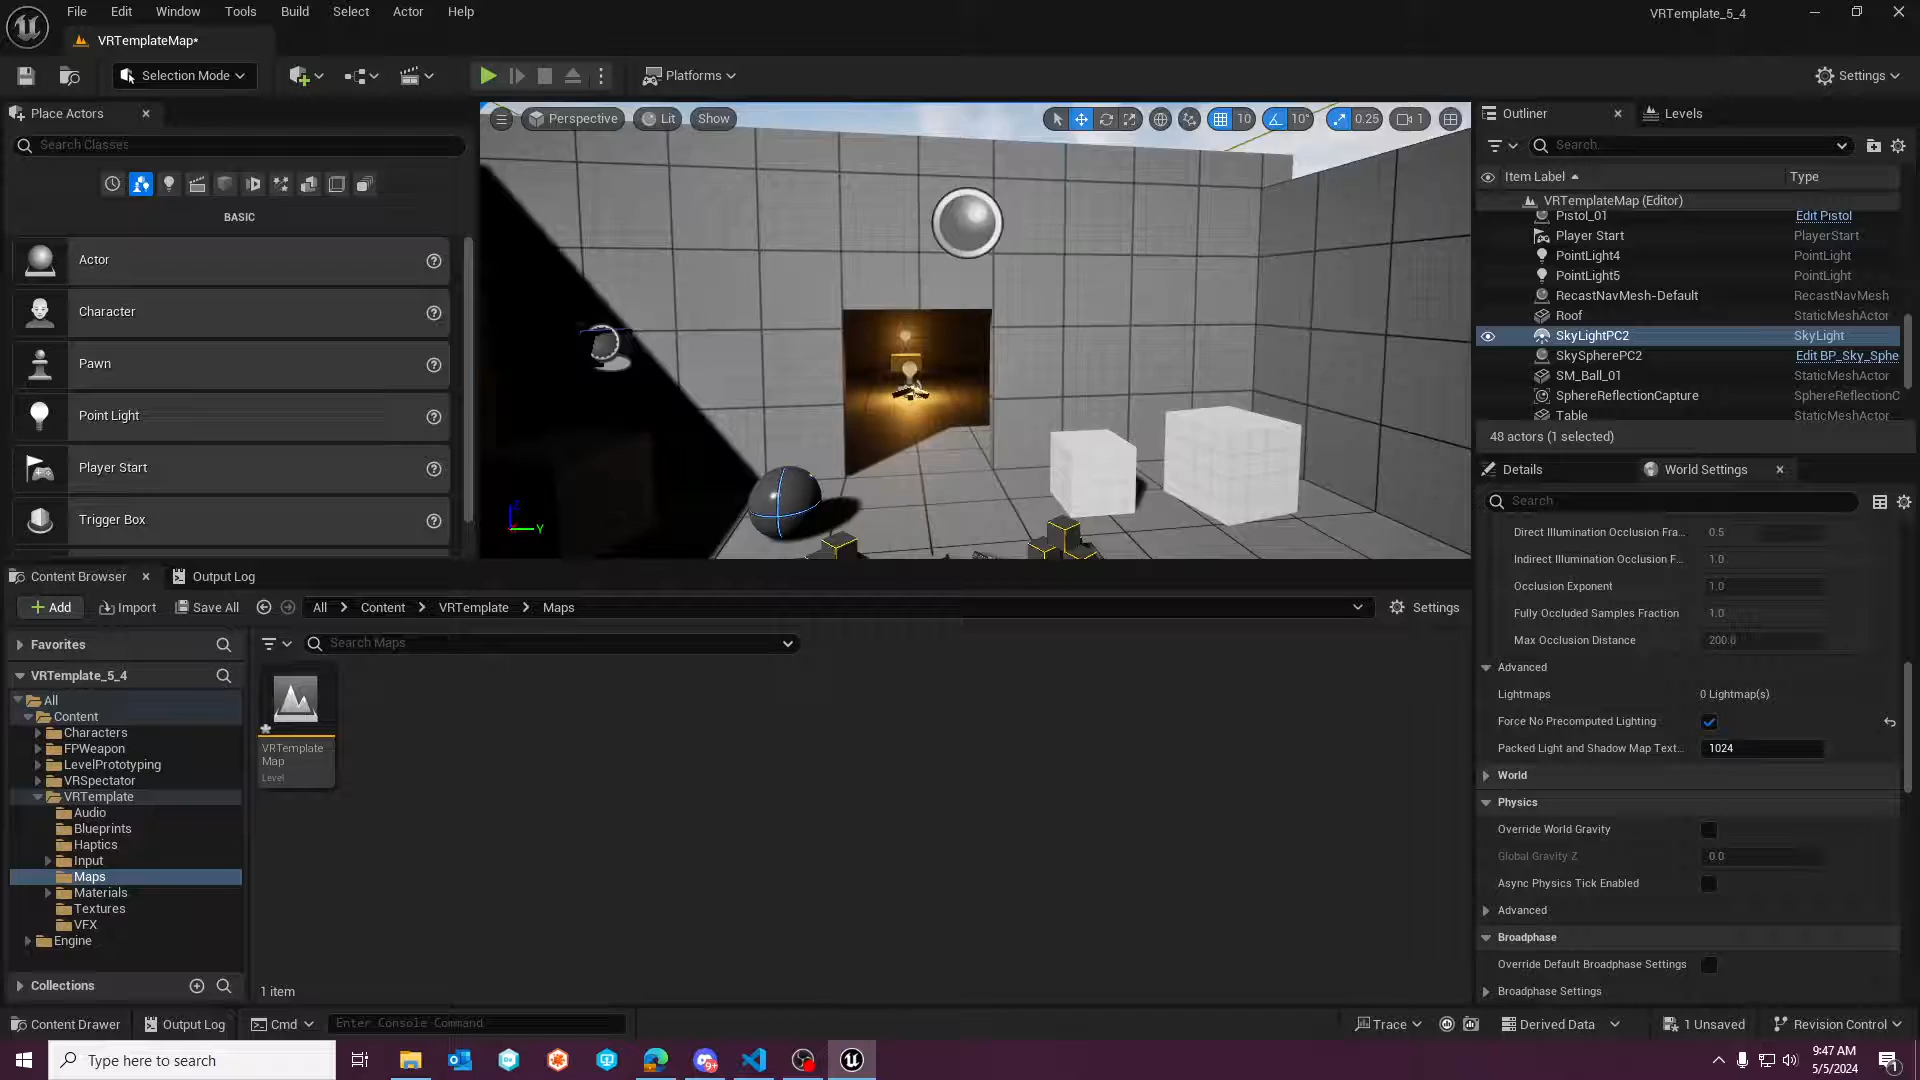 File Edit Window Tools Build Select Actor Help
VRTemplate_5_4
VRTemplateMap*
Selection Mode
Platforms
Settings
Place Actors
Search Classes
BASIC
Actor
Character
Pawn
Point Light
Player Start
Trigger Box
Perspective Lit Show
10 10° 0.25 1
Z
Y
Outliner Levels
Search...
Item Label Type
VRTemplateMap (Editor)
Pistol_01 Edit Pistol
Player Start PlayerStart
PointLight4 PointLight
PointLight5 PointLight
RecastNavMesh-Default RecastNavMesh
Roof StaticMeshActor
SkyLightPC2 SkyLight
SkySpherePC2 Edit BP_Sky_Sphe
SM_Ball_01 StaticMeshActor
SphereReflectionCapture SphereReflectionC
Table StaticMeshActor
48 actors (1 selected)
Details World Settings
Search
Direct Illumination Occlusion Fra... 0.5
Indirect Illumination Occlusion F... 1.0
Occlusion Exponent 1.0
Fully Occluded Samples Fraction 1.0
Max Occlusion Distance 200.0
Advanced
Lightmaps 0 Lightmap(s)
Force No Precomputed Lighting
Packed Light and Shadow Map Text... 1024
World
Physics
Override World Gravity
Global Gravity Z 0.0
Async Physics Tick Enabled
Advanced
Broadphase
Override Default Broadphase Settings
Broadphase Settings
Content Browser Output Log
Add Import Save All All Content VRTemplate Maps Settings
Favorites
VRTemplate_5_4
All
Content
Characters
FPWeapon
LevelPrototyping
VRSpectator
VRTemplate
Audio
Blueprints
Haptics
Input
Maps
Materials
Textures
VFX
Engine
Collections
Search Maps
VRTemplate
Map
Level
1 item
Content Drawer Output Log Cmd Enter Console Command Trace Derived Data 1 Unsaved Revision Control
Type here to search
9+
9:47 AM
5/5/2024
1